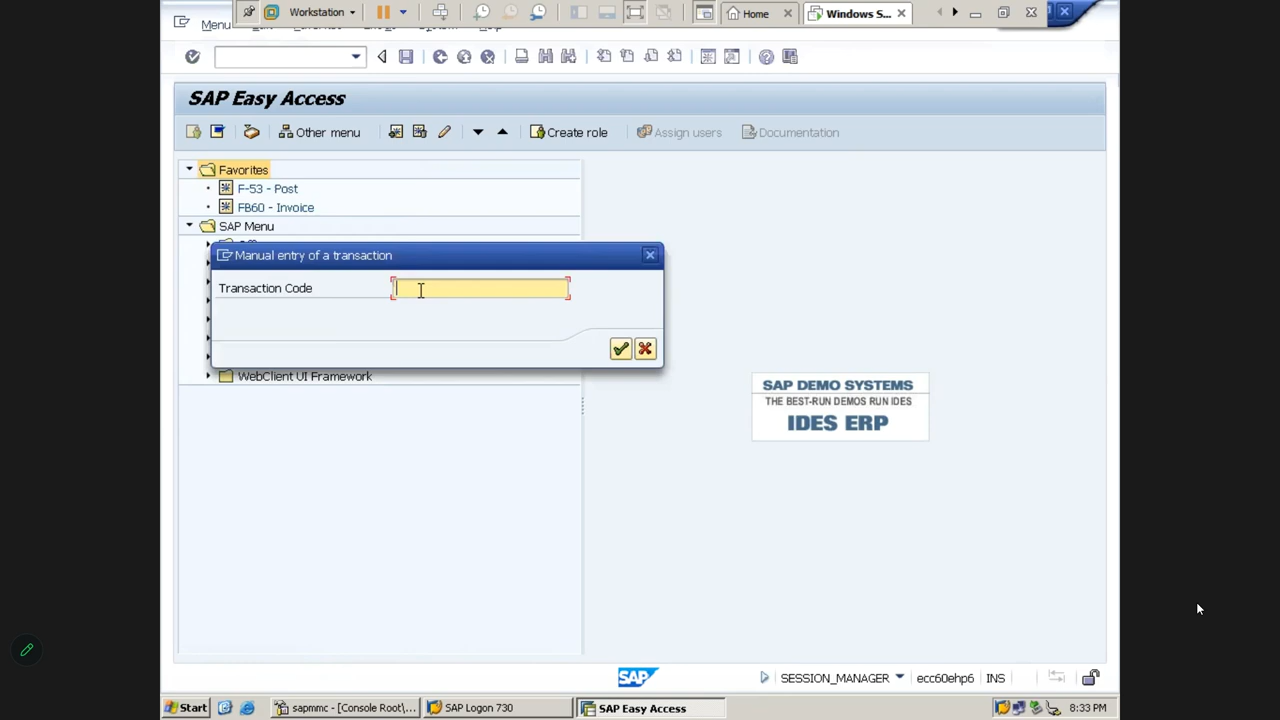 Workstation
Home
Windows S...
Menu
SAP Easy Access
Other menu
Create role
Assign users
Documentation
Favorites
F-53 - Post
FB60 - Invoice
SAP Menu
Manual entry of a transaction
Transaction Code
WebClient UI Framework
SAP DEMO SYSTEMS
THE BEST-RUN DEMOS RUN IDES
IDES ERP
SAP
SESSION_MANAGER
ecc60ehp6
INS
Start
sapmmc - [Console Root\...
SAP Logon 730
SAP Easy Access
8:33 PM